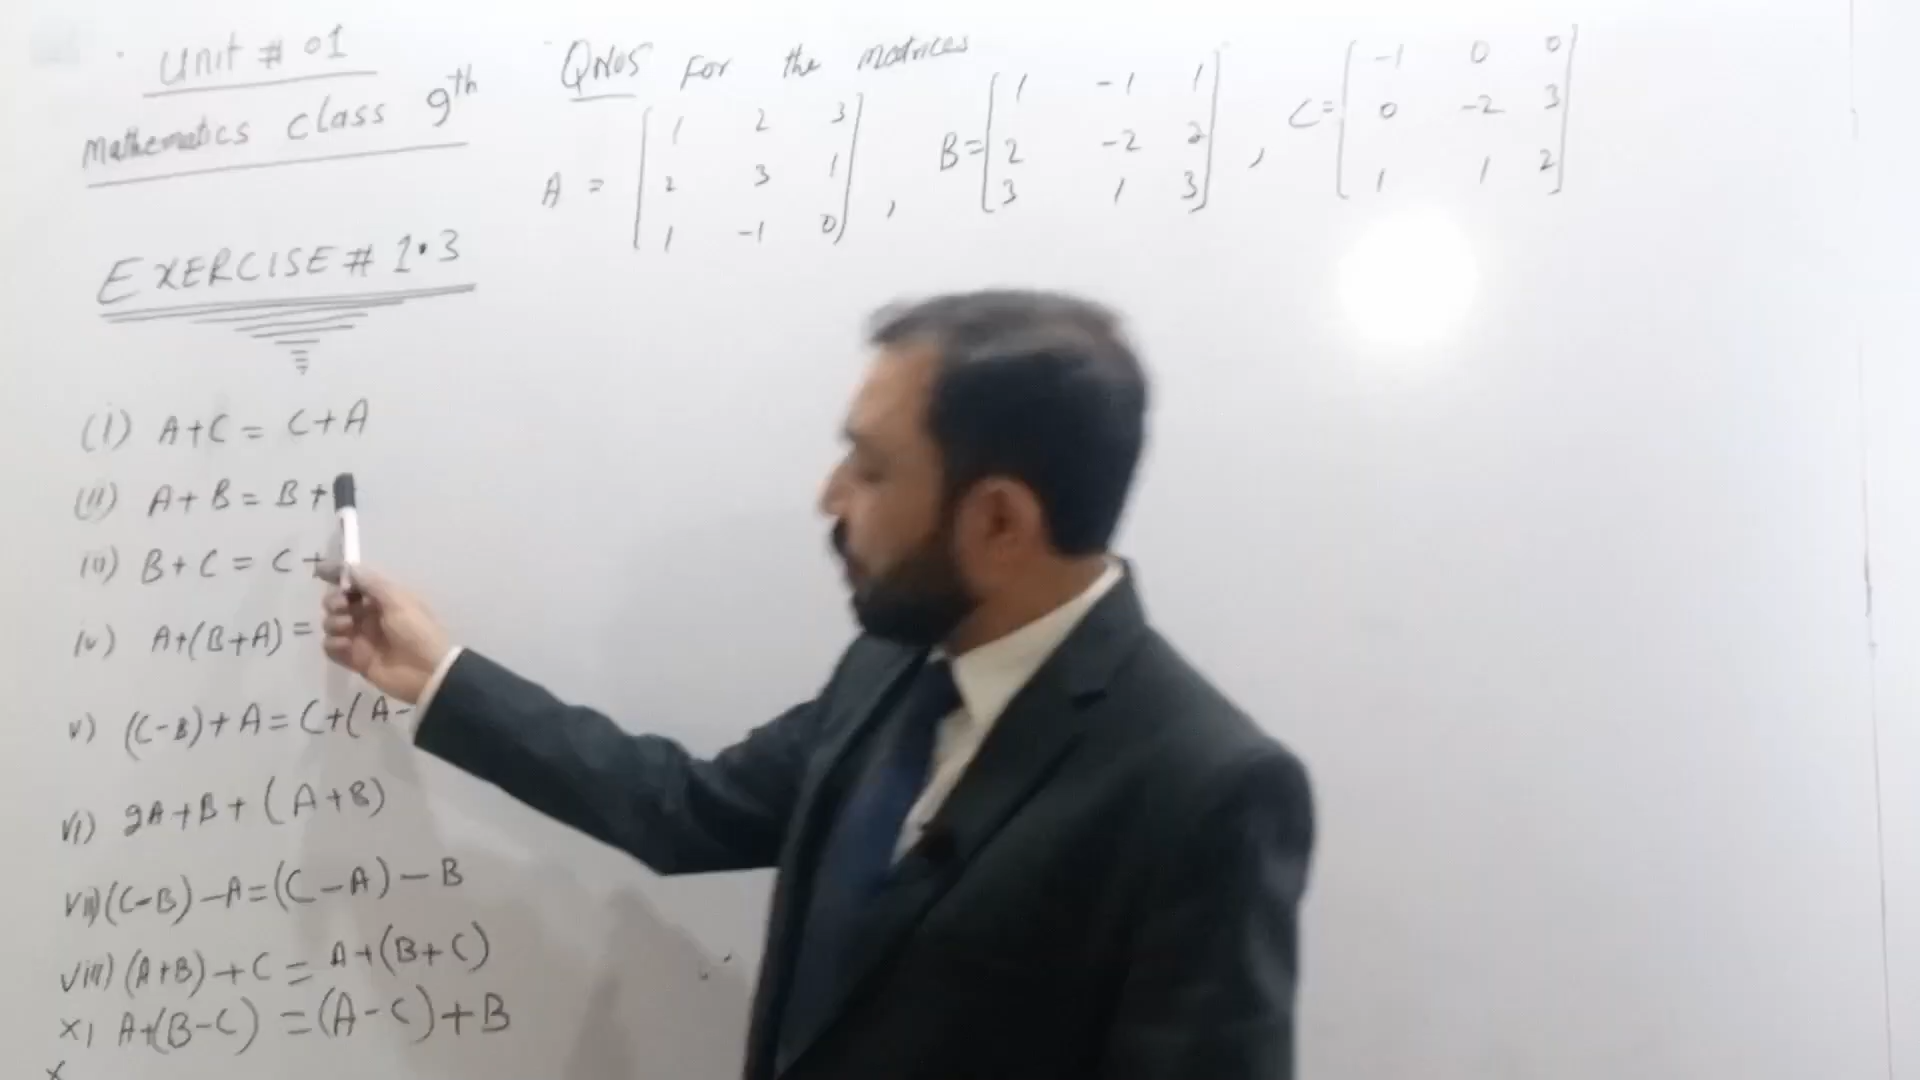 Unit # 01
Mathematics class 9th
EXERCISE # 1.3
QNO5 For the matrices
A = [1 2 3
2 3 1
1 -1 0] ,
B = [1 -1 1
2 -2 2
3 1 3] ,
C = [-1 0 0
0 -2 3
1 1 2]
(i) A+C = C+A
(ii) A+B = B+
iii) B+C = C+
iv) A+(B+A) =
v) (C-B)+A = C+(A-
vi) 2A+B+(A+B)
vii) (C-B)-A=(C-A)-B
viii) (A+B)+C = A+(B+C)
x1 A+(B-C) = (A-C)+B
x